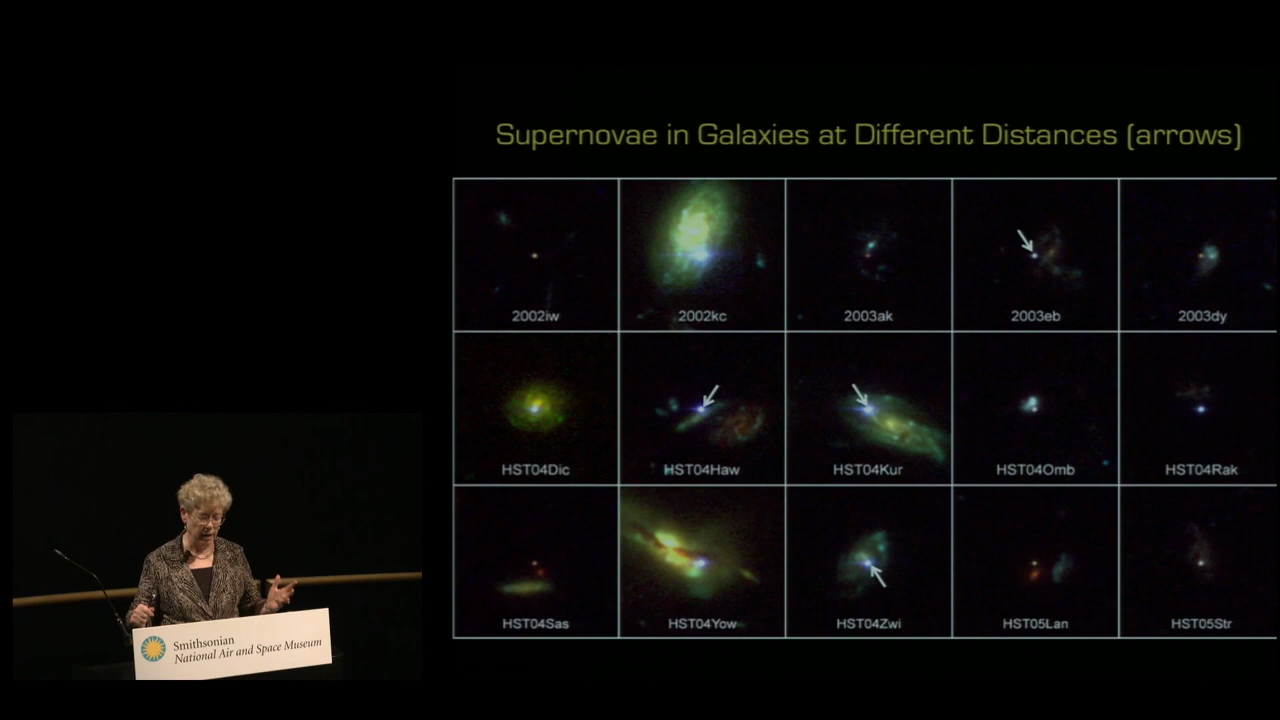 Supernovae in Galaxies at Different Distances (arrows)
2002iw
2002kc
2003ak
2003eb
2003dy
HST04Dic
HST04Haw
HST04Kur
HST04Omb
HST04Rak
HST04Sas
HST04Yow
HST04Zwi
HST05Lan
HST05Str
Smithsonian
National Air and Space Museum